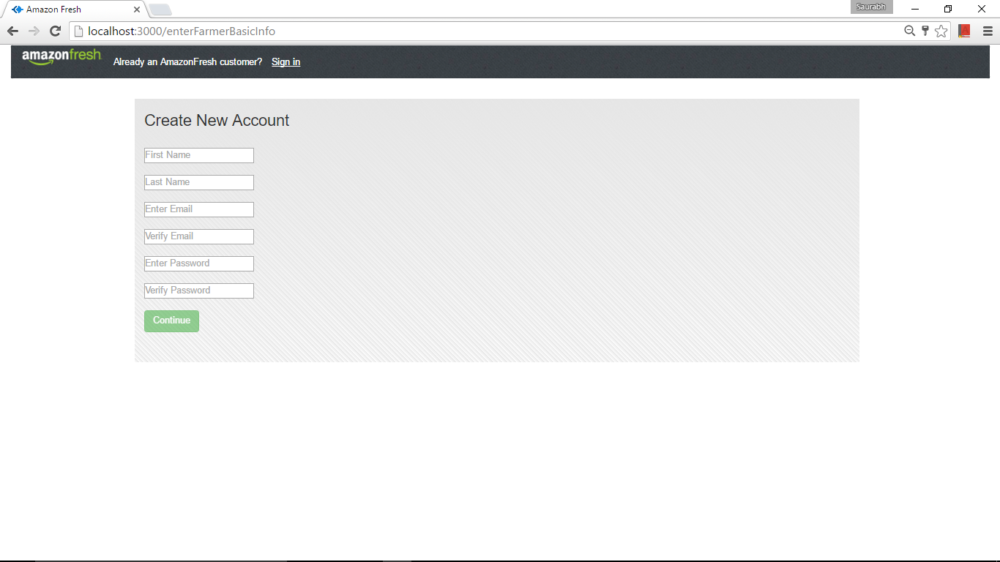 Amazon Fresh
Saurabh
localhost:3000/enterFarmerBasicInfo
amazonfresh
Already an AmazonFresh customer? Sign in
Create New Account
First Name
Last Name
Enter Email
Verify Email
Enter Password
Verify Password
Continue